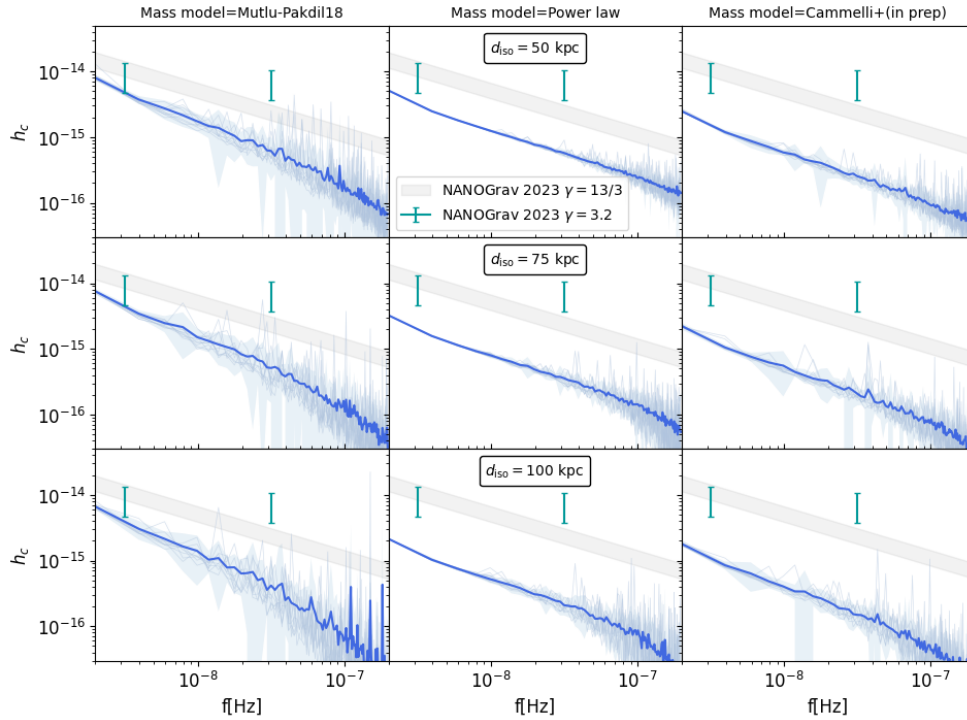 Mass model=Mutlu-Pakdil18 Mass model=Power law Mass model=Cammelli+(in prep)
h_c 10⁻¹⁴ 10⁻¹⁵ 10⁻¹⁶
d_iso = 50 kpc
NANOGrav 2023 γ = 13/3
NANOGrav 2023 γ = 3.2
h_c 10⁻¹⁴ 10⁻¹⁵ 10⁻¹⁶
d_iso = 75 kpc
h_c 10⁻¹⁴ 10⁻¹⁵ 10⁻¹⁶
d_iso = 100 kpc
10⁻⁸ 10⁻⁷ 10⁻⁸ 10⁻⁷ 10⁻⁸ 10⁻⁷
f[Hz] f[Hz] f[Hz]